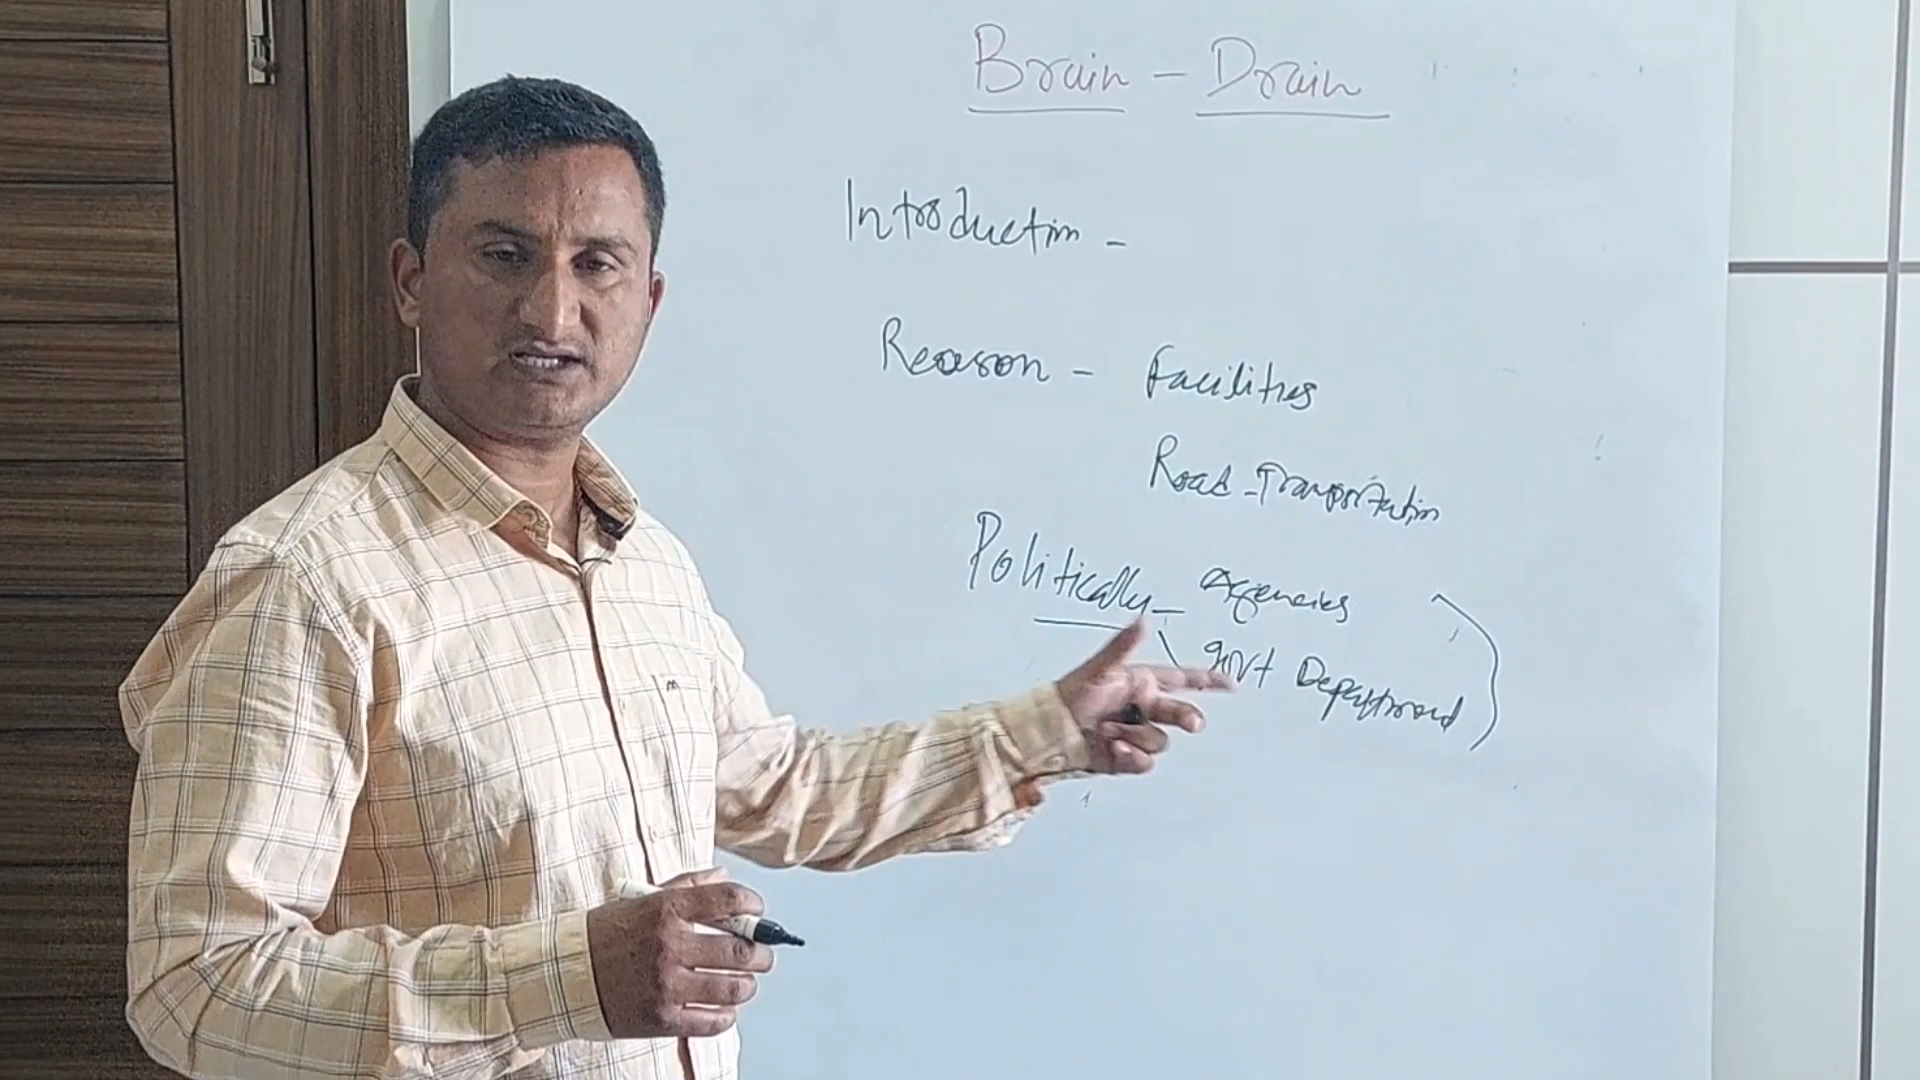 Brain - Drain
Introduction -
Reason - Facilities
Road - Transportation
Politically - Agencies
Govt Department